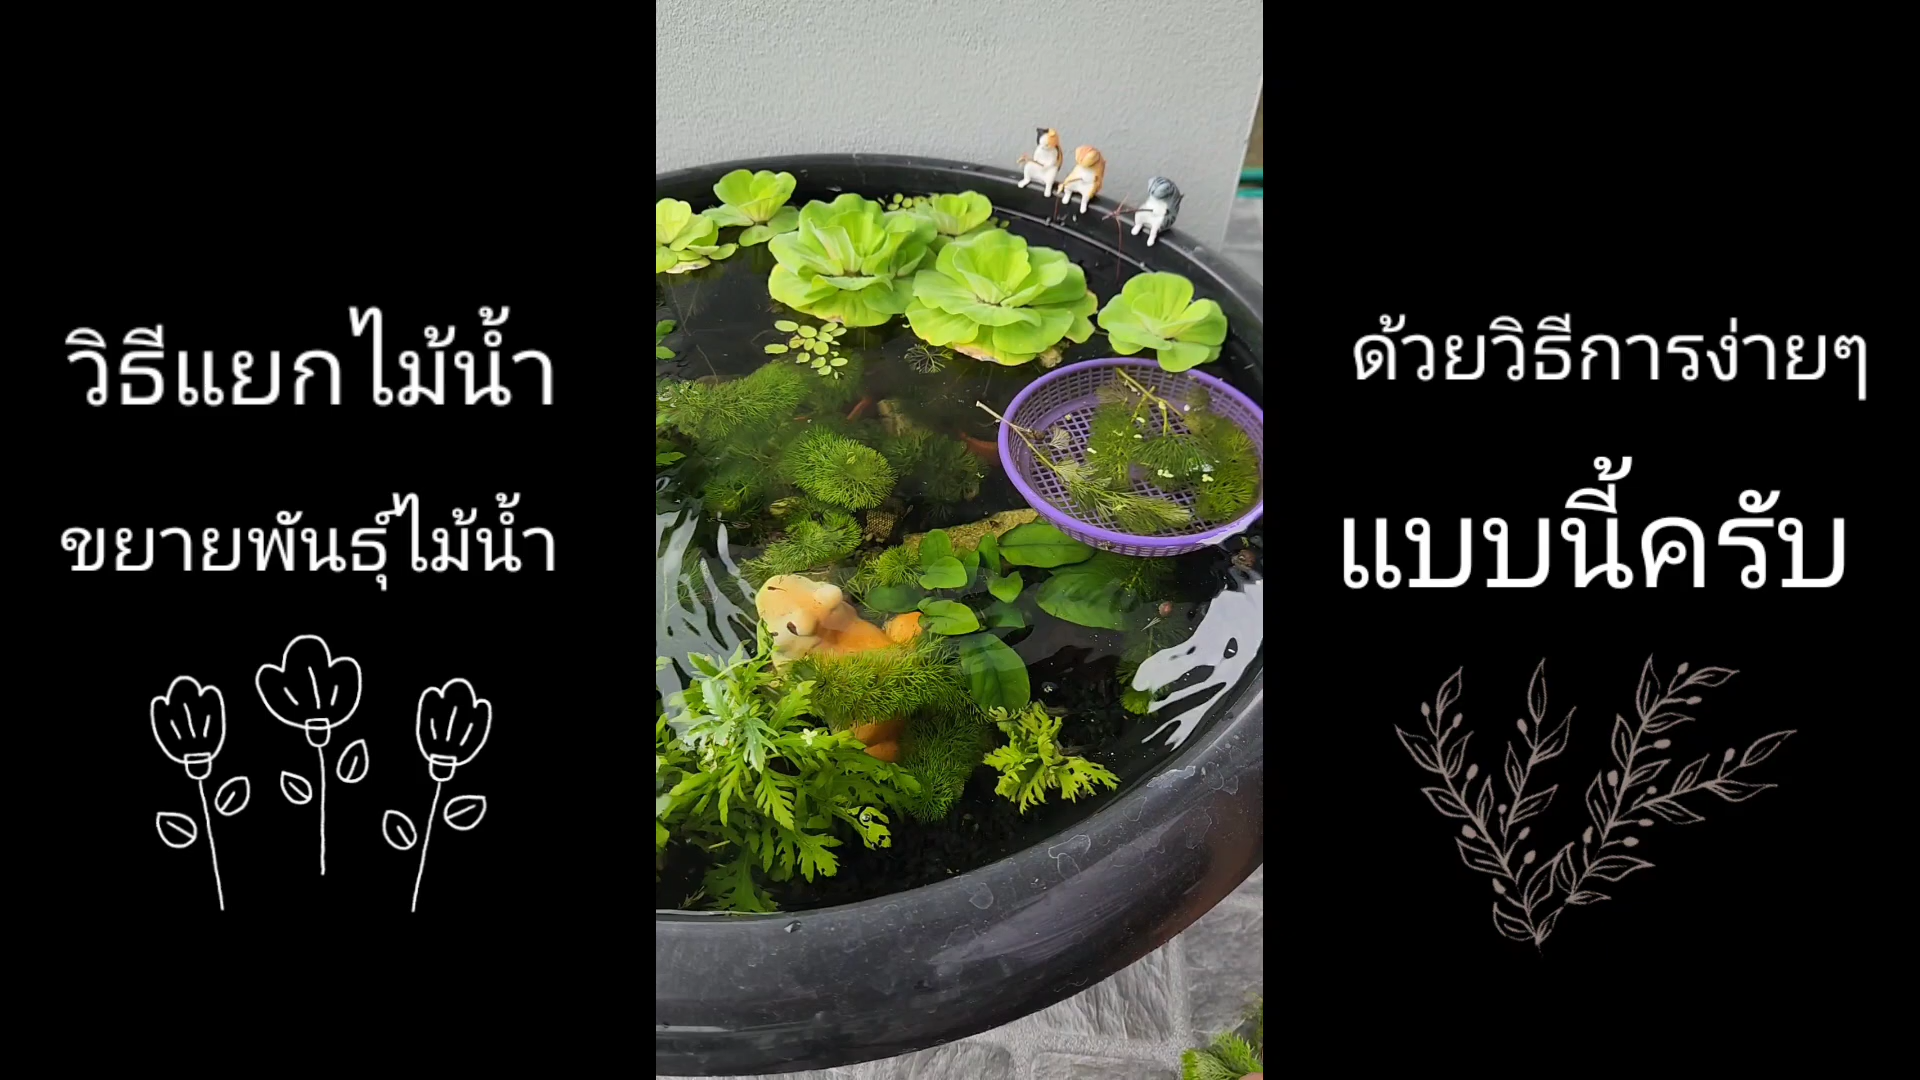 วิธีแยกไม้น้ำ
ขยายพันธุ์ไม้น้ำ
ด้วยวิธีการง่ายๆ
แบบนี้ครับ